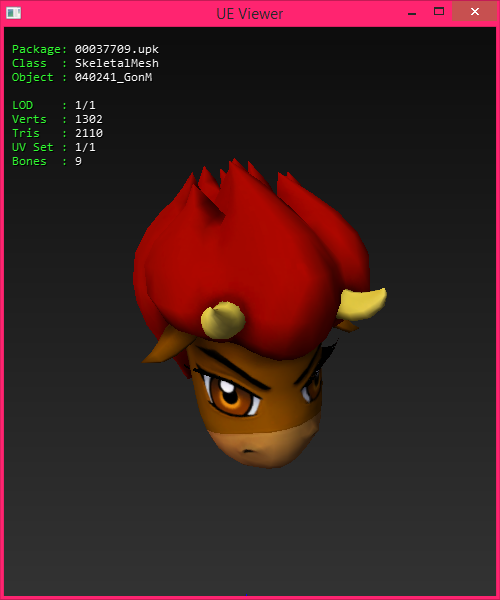 UE Viewer
Package: 00037709.upk
Class  : SkeletalMesh
Object : 040241_GonM
LOD    : 1/1
Verts  : 1302
Tris   : 2110
UV Set : 1/1
Bones  : 9